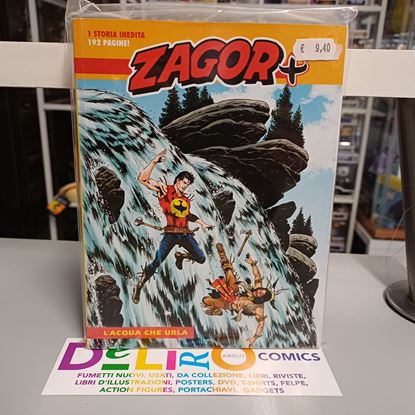 1 STORIA INEDITA
192 PAGINE!
€ 9,40
ZAGOR+
L'ACQUA CHE URLA
DELIRO ABOUT COMICS
FUMETTI NUOVI, USATI, DA COLLEZIONE, LIBRI, RIVISTE,
LIBRI D'ILLUSTRAZIONI, POSTERS, DVD, T-SHIRTS, FELPE,
ACTION FIGURES, PORTACHIAVI, GADGETS